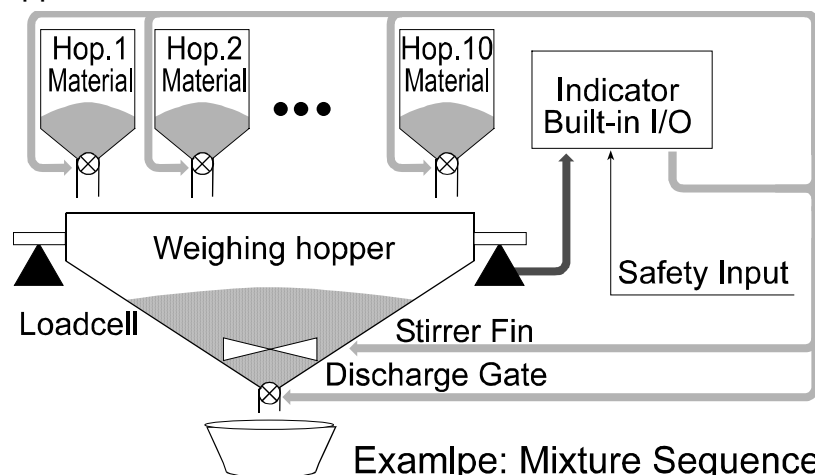 Hop.1
Material
Hop.2
Material
Hop.10
Material
Indicator
Built-in I/O
Weighing hopper
Safety Input
Loadcell
Stirrer Fin
Discharge Gate
Examlpe: Mixture Sequence